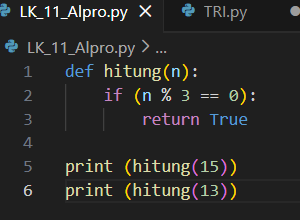 LK_11_Alpro.py × TRI.py
LK_11_Alpro.py > ...
1 def hitung(n):
2 if (n % 3 == 0):
3 return True
4
5 print (hitung(15))
6 print (hitung(13))